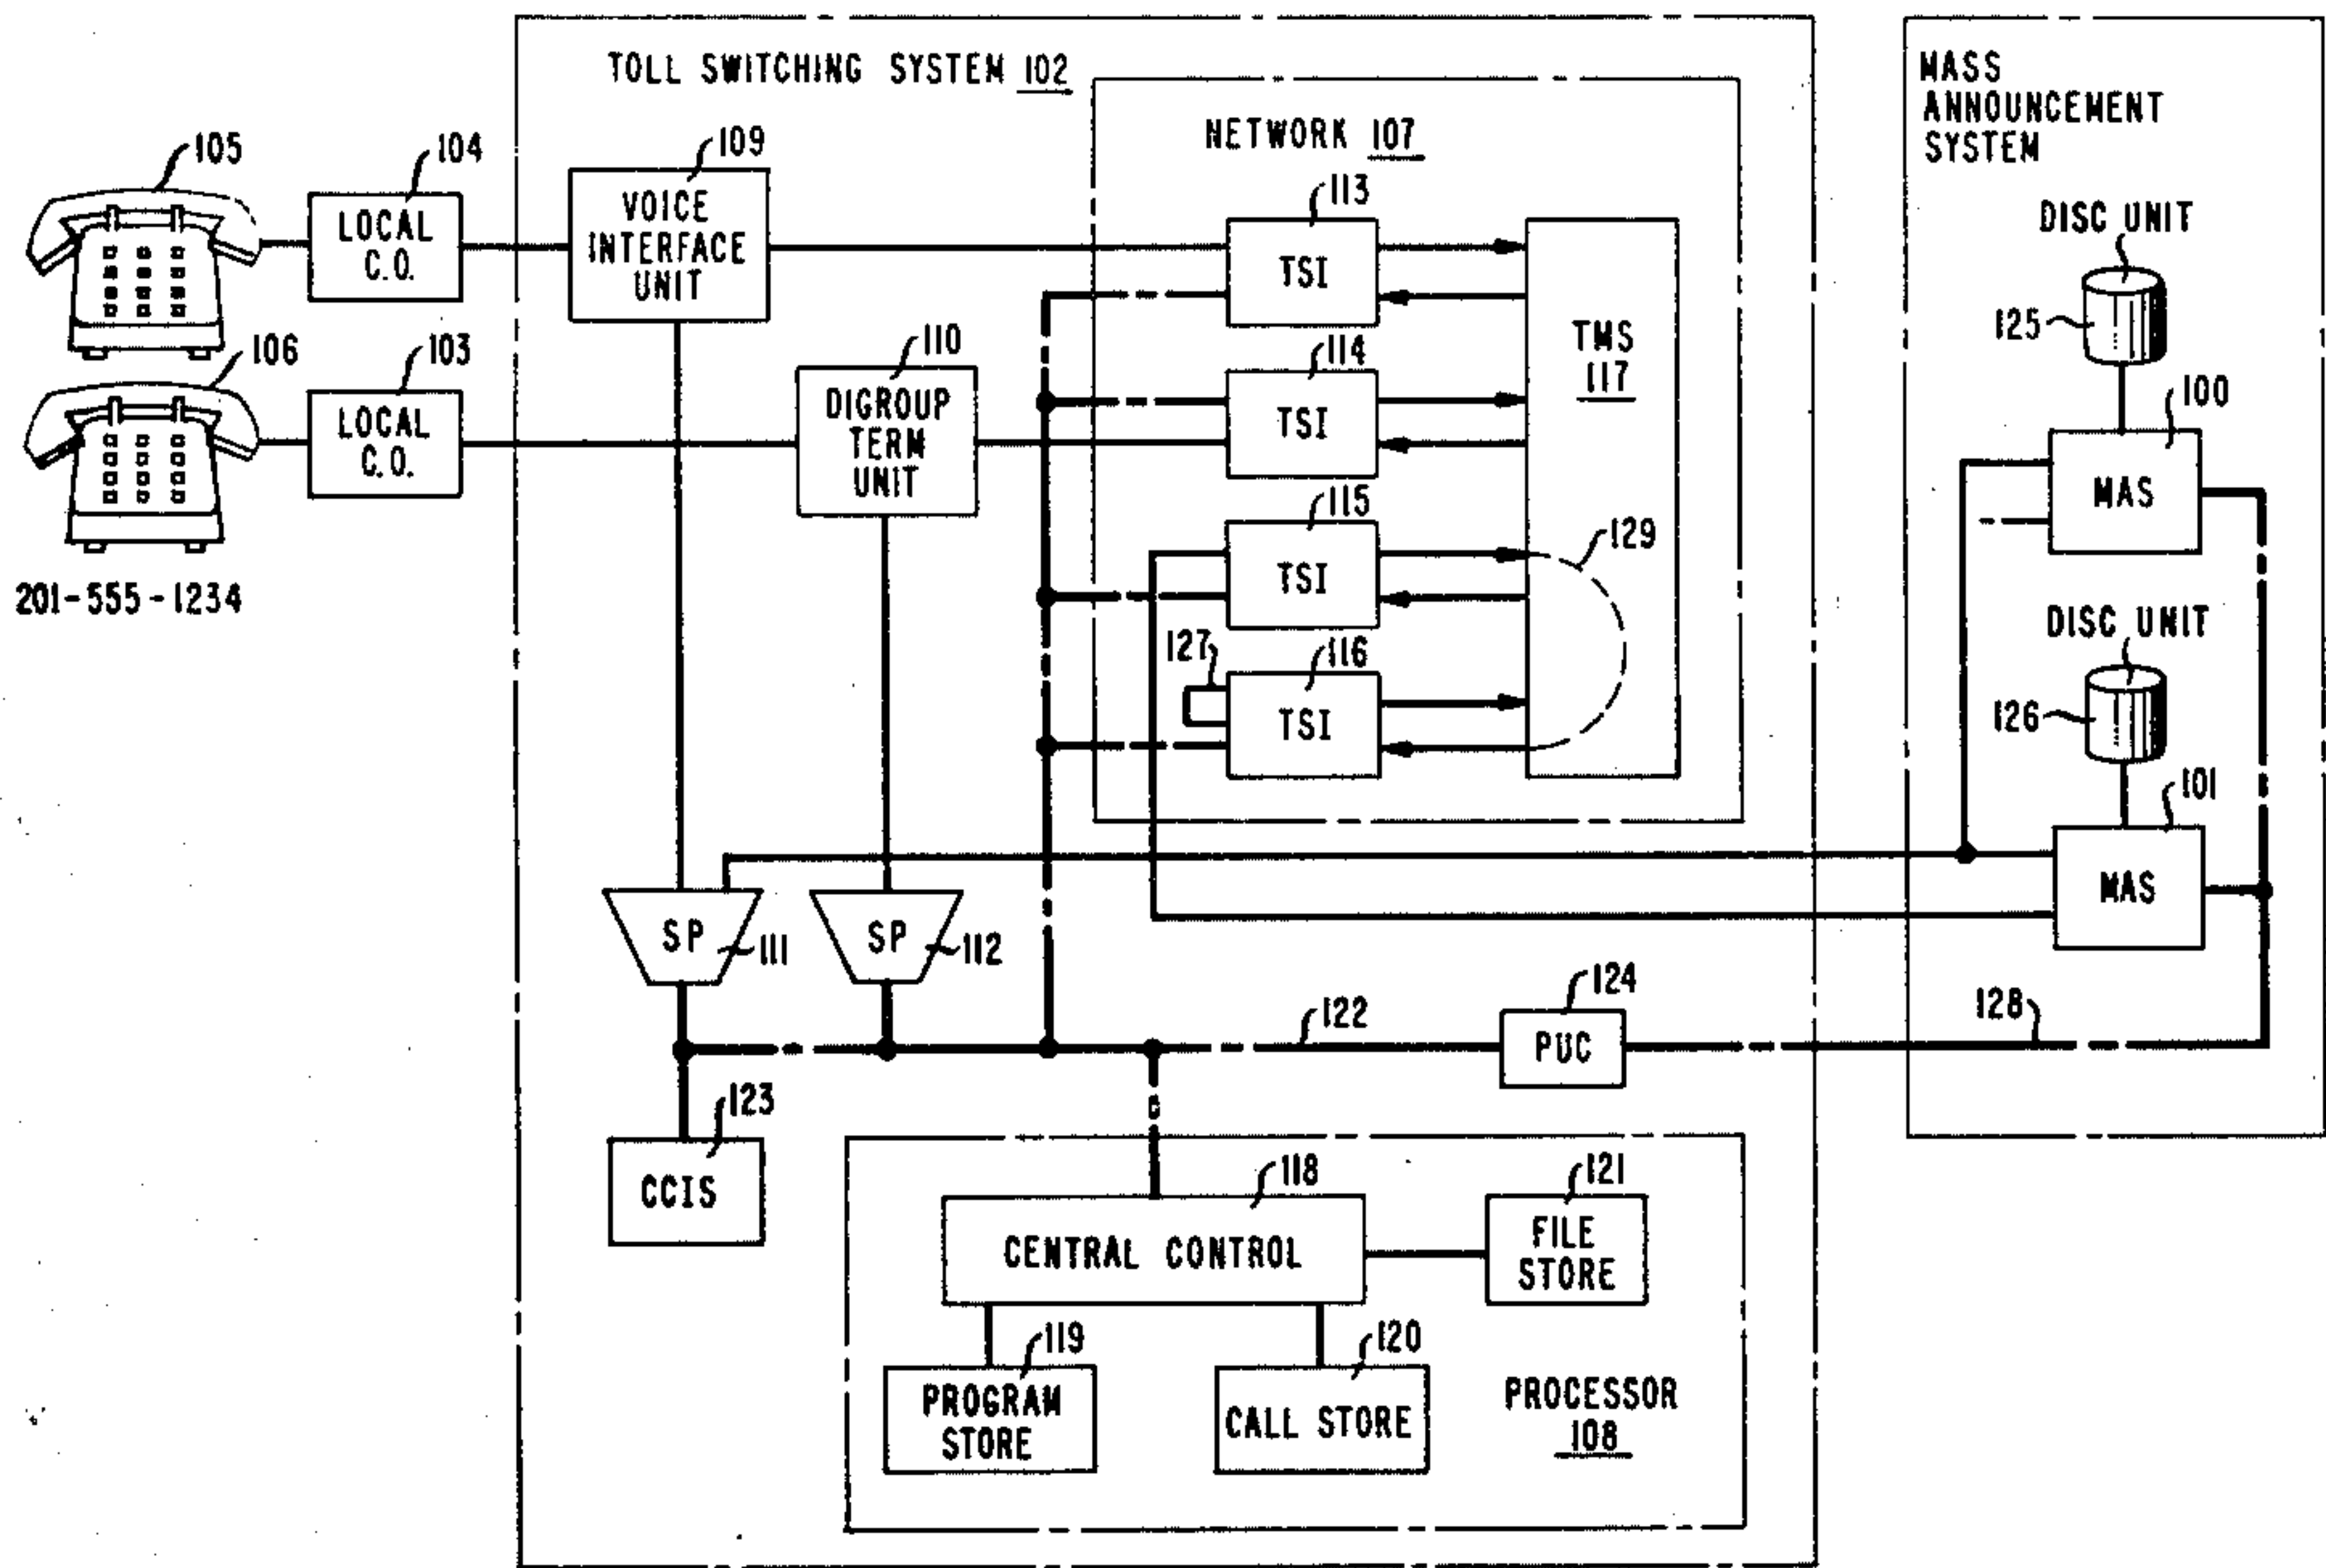 TOLL SWITCHING SYSTEM 102
MASS
ANNOUNCEMENT
SYSTEM
NETWORK 107
105
104
109
LOCAL
C.O.
VOICE
INTERFACE
UNIT
113
TSI
DISC UNIT
125
106
103
110
LOCAL
C.O.
DIGROUP
TERM
UNIT
114
TSI
TMS
117
100
MAS
201-555-1234
115
TSI
129
127
116
TSI
DISC UNIT
126
101
MAS
SP
111
SP
112
122
124
PUC
128
123
CCIS
118
CENTRAL CONTROL
121
FILE
STORE
119
PROGRAM
STORE
120
CALL STORE
PROCESSOR
108